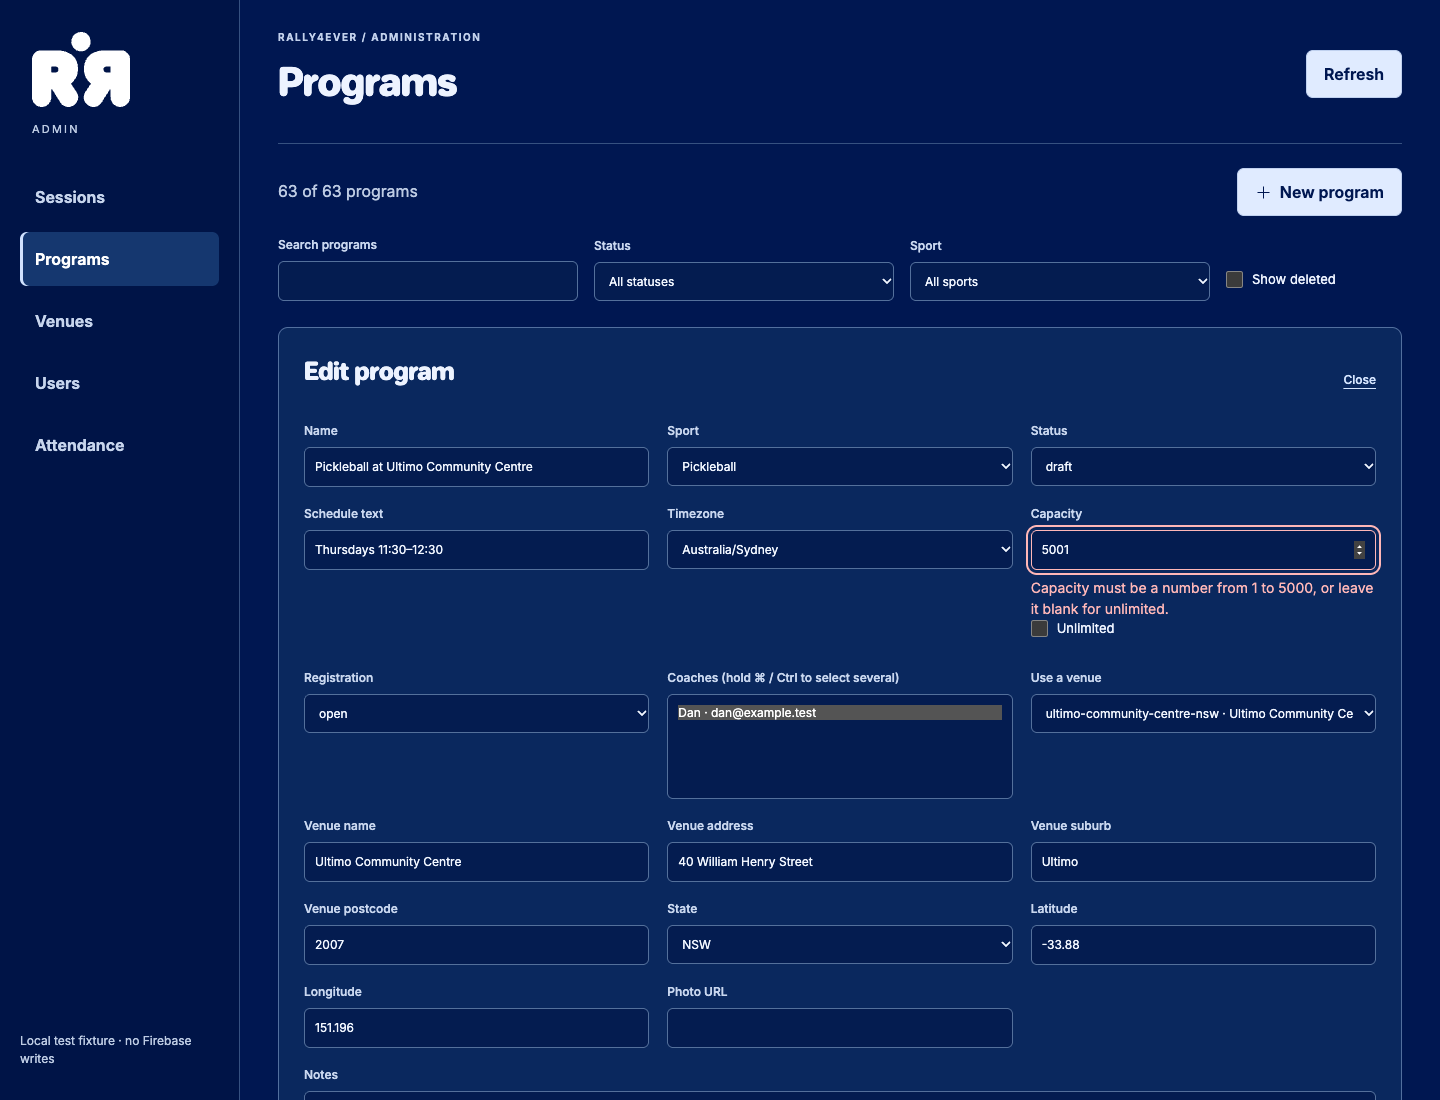 RALLY4EVER / ADMINISTRATION
Programs
Refresh
RR
ADMIN
Sessions
Programs
Venues
Users
Attendance
Local test fixture · no Firebase
writes
63 of 63 programs
+ New program
Search programs
Status
All statuses
Sport
All sports
Show deleted
Edit program
Close
Name
Pickleball at Ultimo Community Centre
Sport
Pickleball
Status
draft
Schedule text
Thursdays 11:30–12:30
Timezone
Australia/Sydney
Capacity
5001
Capacity must be a number from 1 to 5000, or leave
it blank for unlimited.
Unlimited
Registration
open
Coaches (hold ⌘ / Ctrl to select several)
Dan · dan@example.test
Use a venue
ultimo-community-centre-nsw · Ultimo Community Ce
Venue name
Ultimo Community Centre
Venue address
40 William Henry Street
Venue suburb
Ultimo
Venue postcode
2007
State
NSW
Latitude
-33.88
Longitude
151.196
Photo URL
Notes